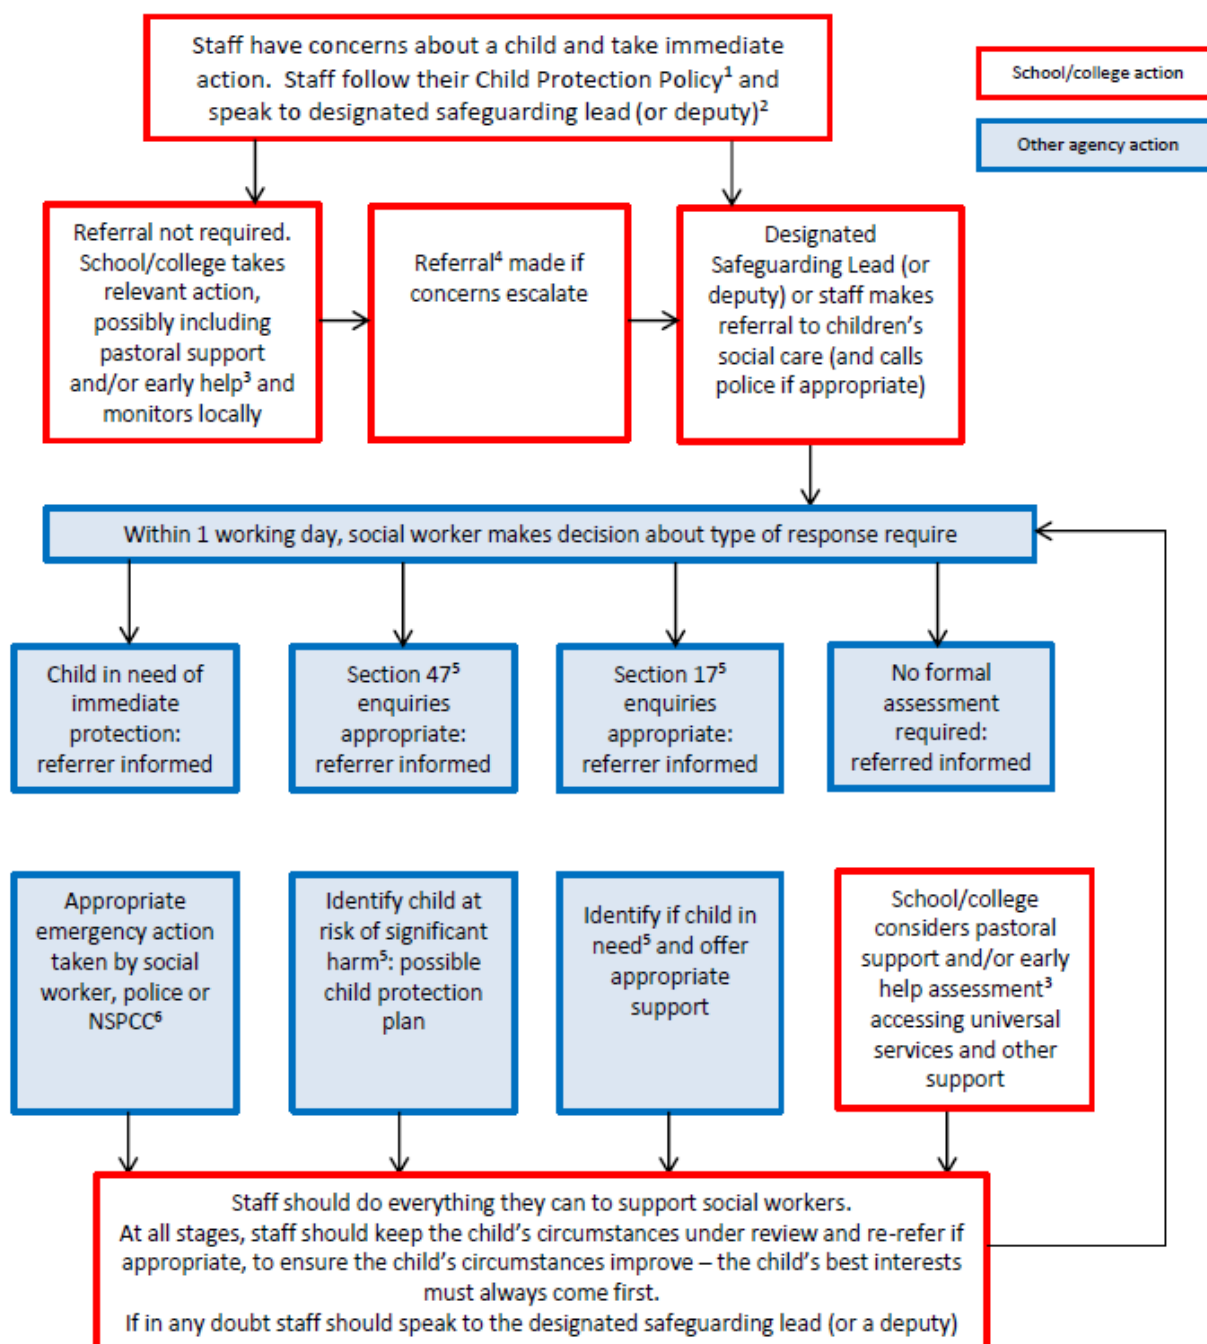 Staff have concerns about a child and take immediate
action.  Staff follow their Child Protection Policy¹ and
speak to designated safeguarding lead (or deputy)²
School/college action
Other agency action
Referral not required.
School/college takes
relevant action,
possibly including
pastoral support
and/or early help³ and
monitors locally
Referral⁴ made if
concerns escalate
Designated
Safeguarding Lead (or
deputy) or staff makes
referral to children’s
social care (and calls
police if appropriate)
Within 1 working day, social worker makes decision about type of response require
Child in need of
immediate
protection:
referrer informed
Section 47⁵
enquiries
appropriate:
referrer informed
Section 17⁵
enquiries
appropriate:
referrer informed
No formal
assessment
required:
referred informed
Appropriate
emergency action
taken by social
worker, police or
NSPCC⁶
Identify child at
risk of significant
harm⁵: possible
child protection
plan
Identify if child in
need⁵ and offer
appropriate
support
School/college
considers pastoral
support and/or early
help assessment³
accessing universal
services and other
support
Staff should do everything they can to support social workers.
At all stages, staff should keep the child’s circumstances under review and re-refer if
appropriate, to ensure the child’s circumstances improve – the child’s best interests
must always come first.
If in any doubt staff should speak to the designated safeguarding lead (or a deputy)